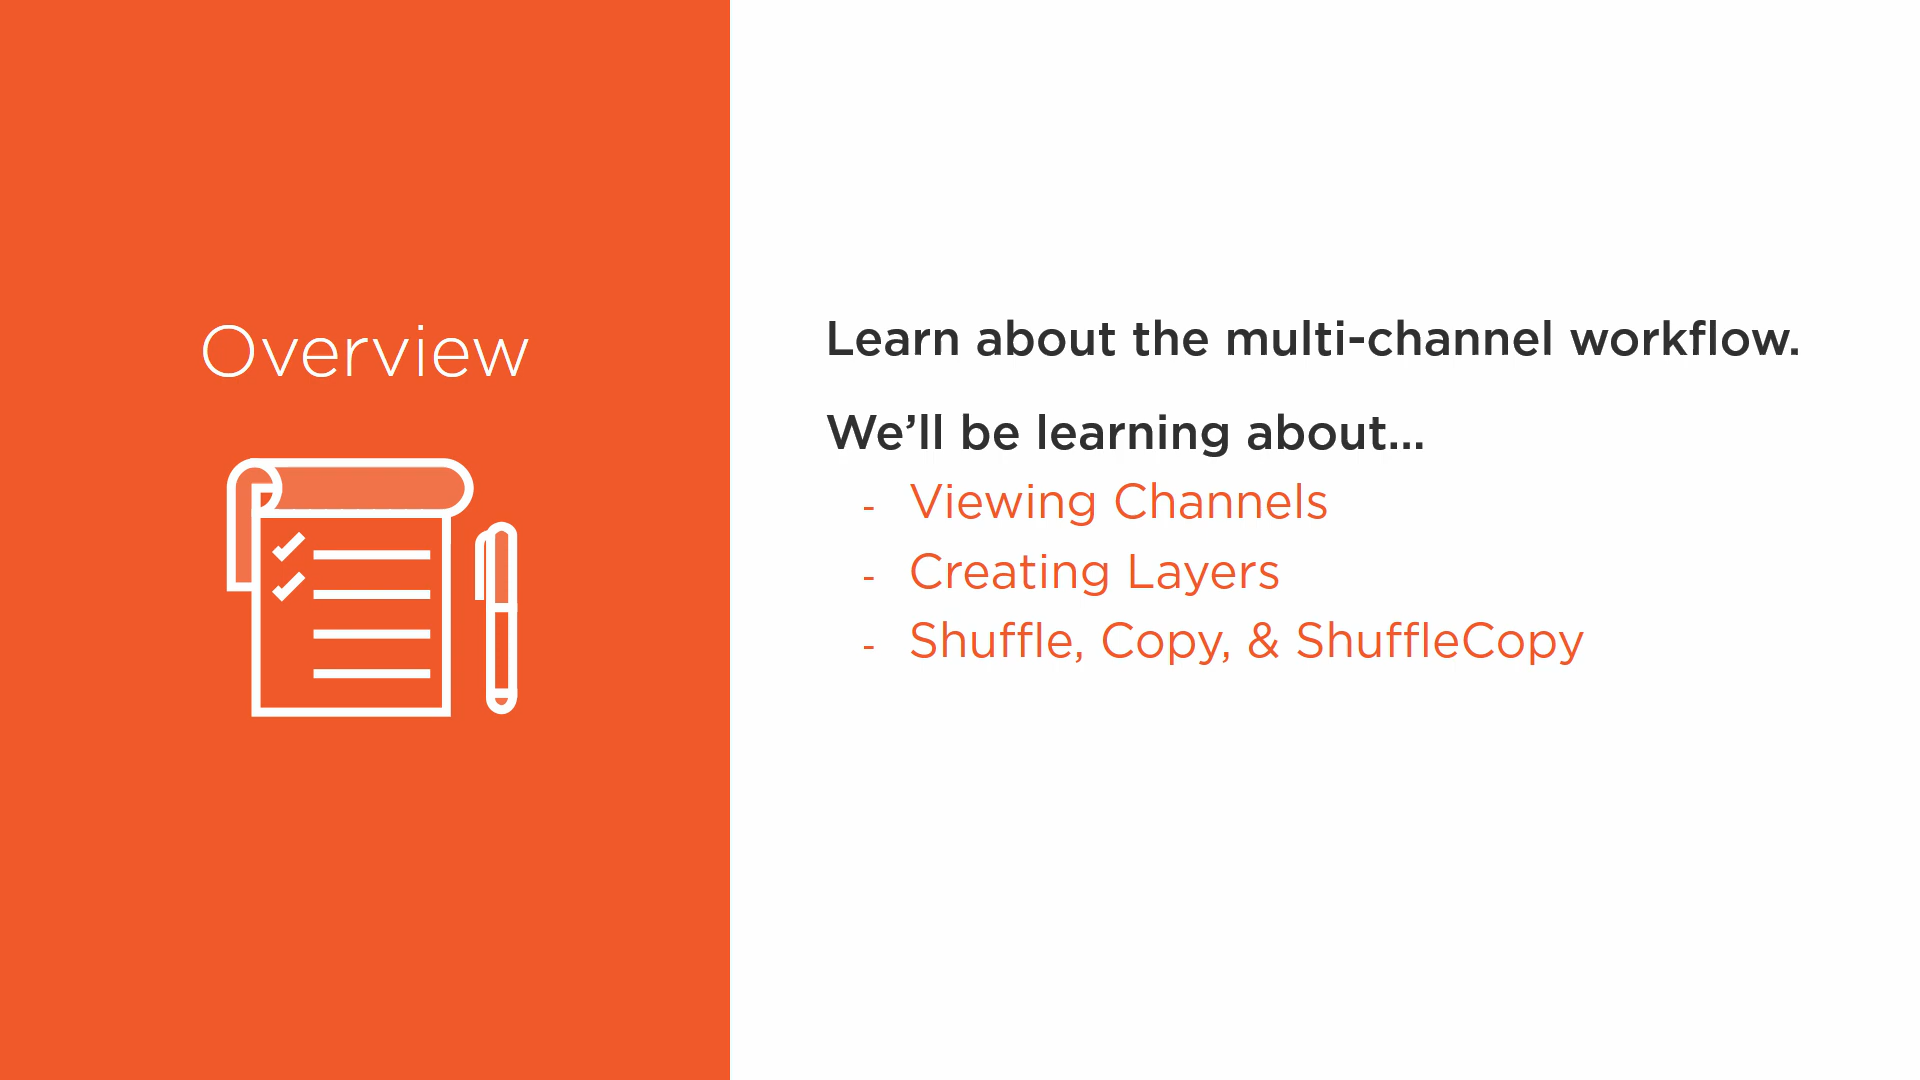 Overview
Learn about the multi-channel workflow.
We’ll be learning about...
- Viewing Channels
- Creating Layers
- Shuffle, Copy, & ShuffleCopy